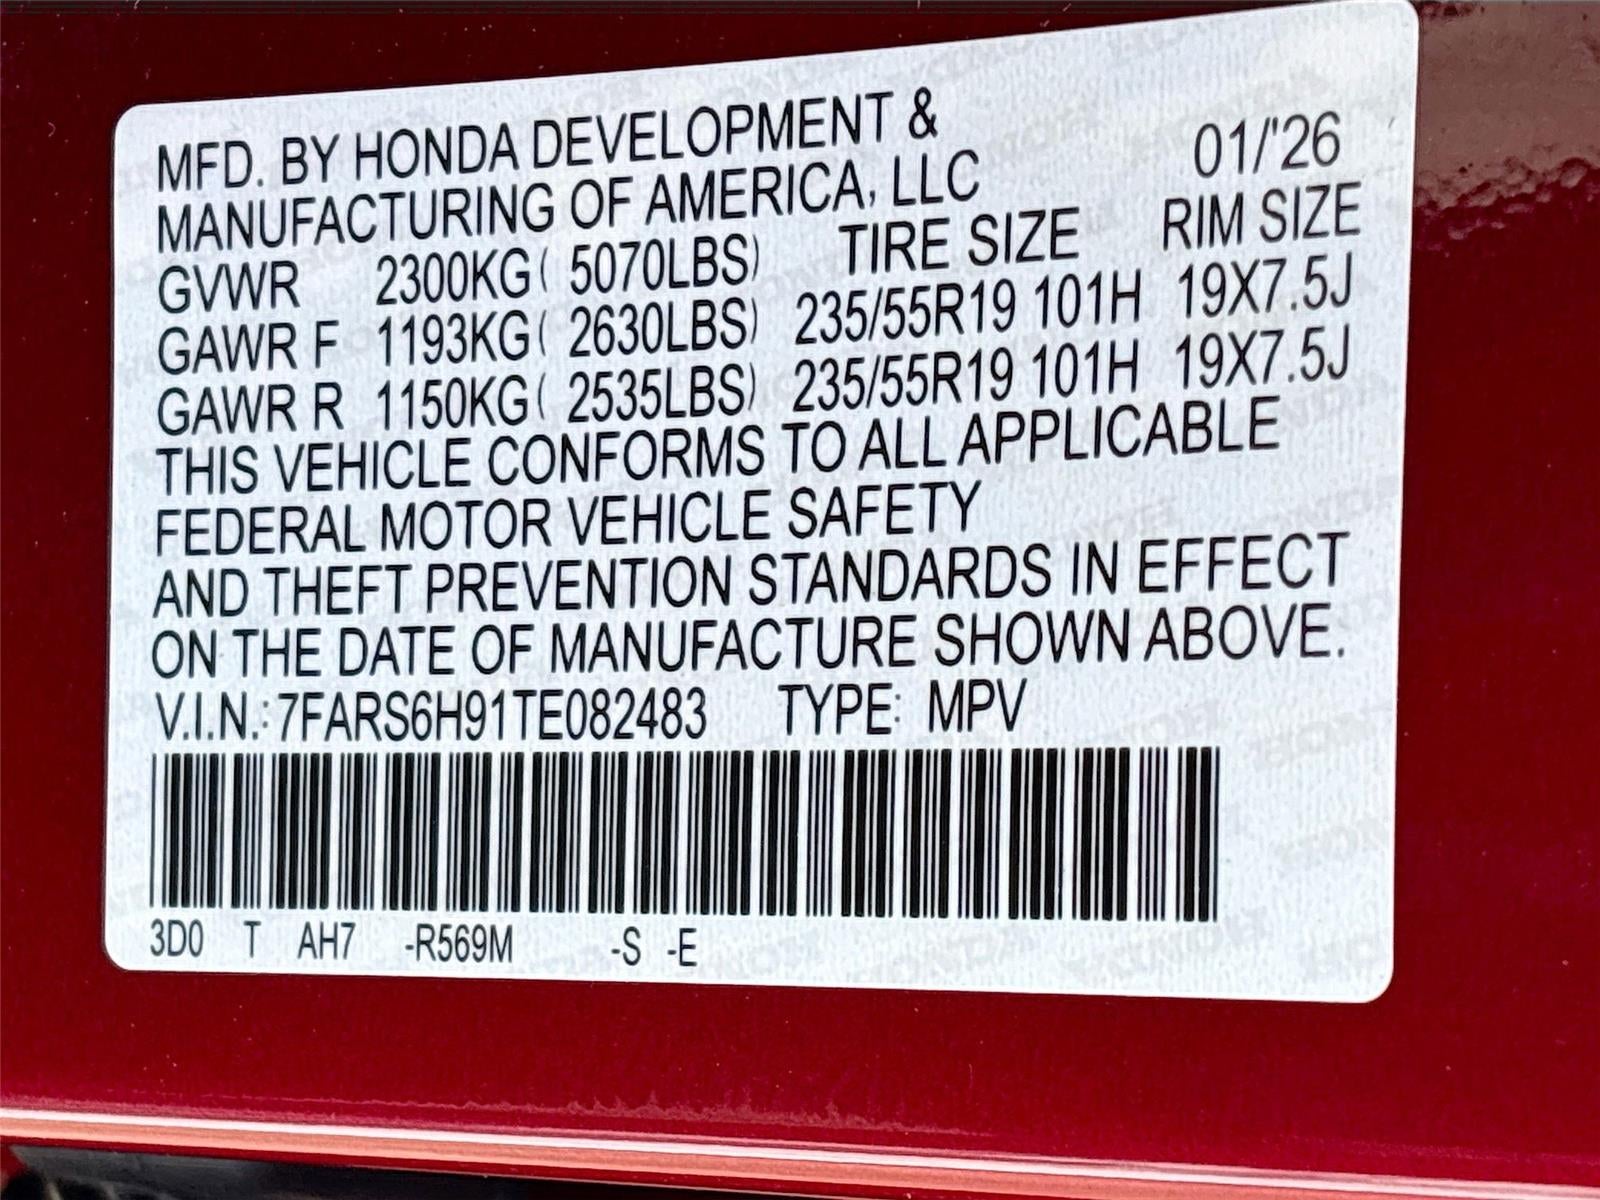 MFD. BY HONDA DEVELOPMENT &
MANUFACTURING OF AMERICA, LLC 01/'26
GVWR 2300KG( 5070LBS) TIRE SIZE RIM SIZE
GAWR F 1193KG( 2630LBS) 235/55R19 101H 19X7.5J
GAWR R 1150KG( 2535LBS) 235/55R19 101H 19X7.5J
THIS VEHICLE CONFORMS TO ALL APPLICABLE
FEDERAL MOTOR VEHICLE SAFETY
AND THEFT PREVENTION STANDARDS IN EFFECT
ON THE DATE OF MANUFACTURE SHOWN ABOVE.
V.I.N.: 7FARS6H91TE082483 TYPE: MPV
3D0 T AH7 -R569M -S -E